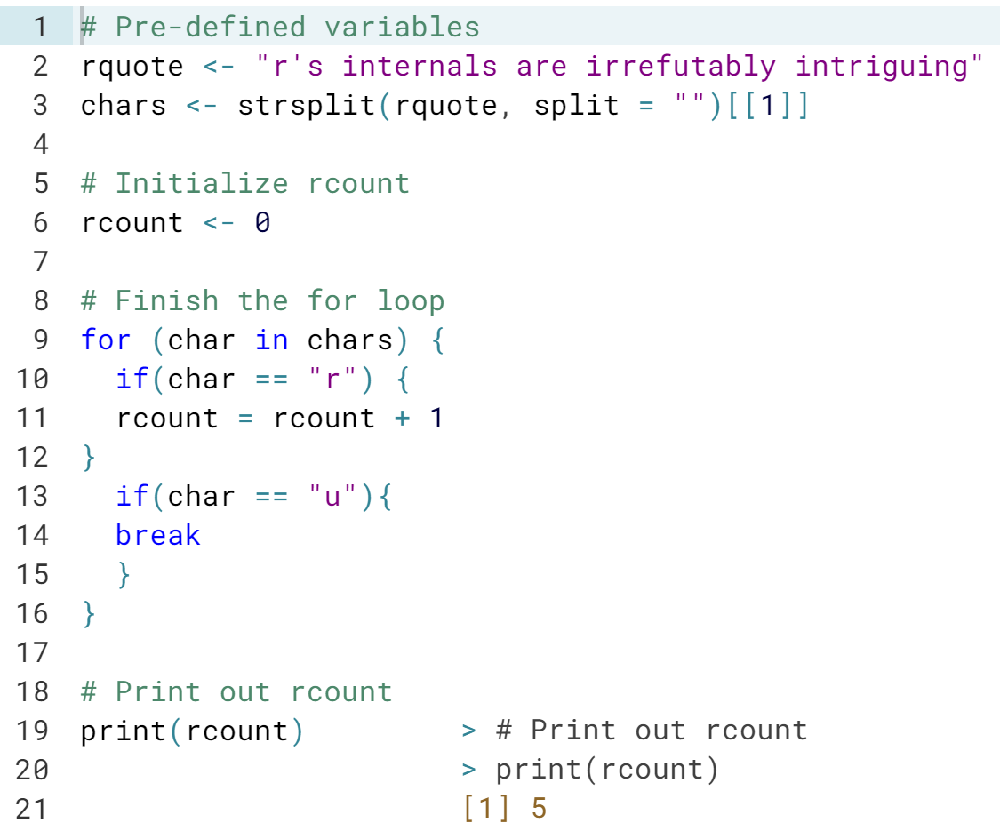 1 # Pre-defined variables
2 rquote <- "r's internals are irrefutably intriguing"
3 chars <- strsplit(rquote, split = "")[[1]]
4
5 # Initialize rcount
6 rcount <- 0
7
8 # Finish the for loop
9 for (char in chars) {
10   if(char == "r") {
11   rcount = rcount + 1
12 }
13   if(char == "u"){
14   break
15   }
16 }
17
18 # Print out rcount
19 print(rcount) > # Print out rcount
20 > print(rcount)
21 [1] 5